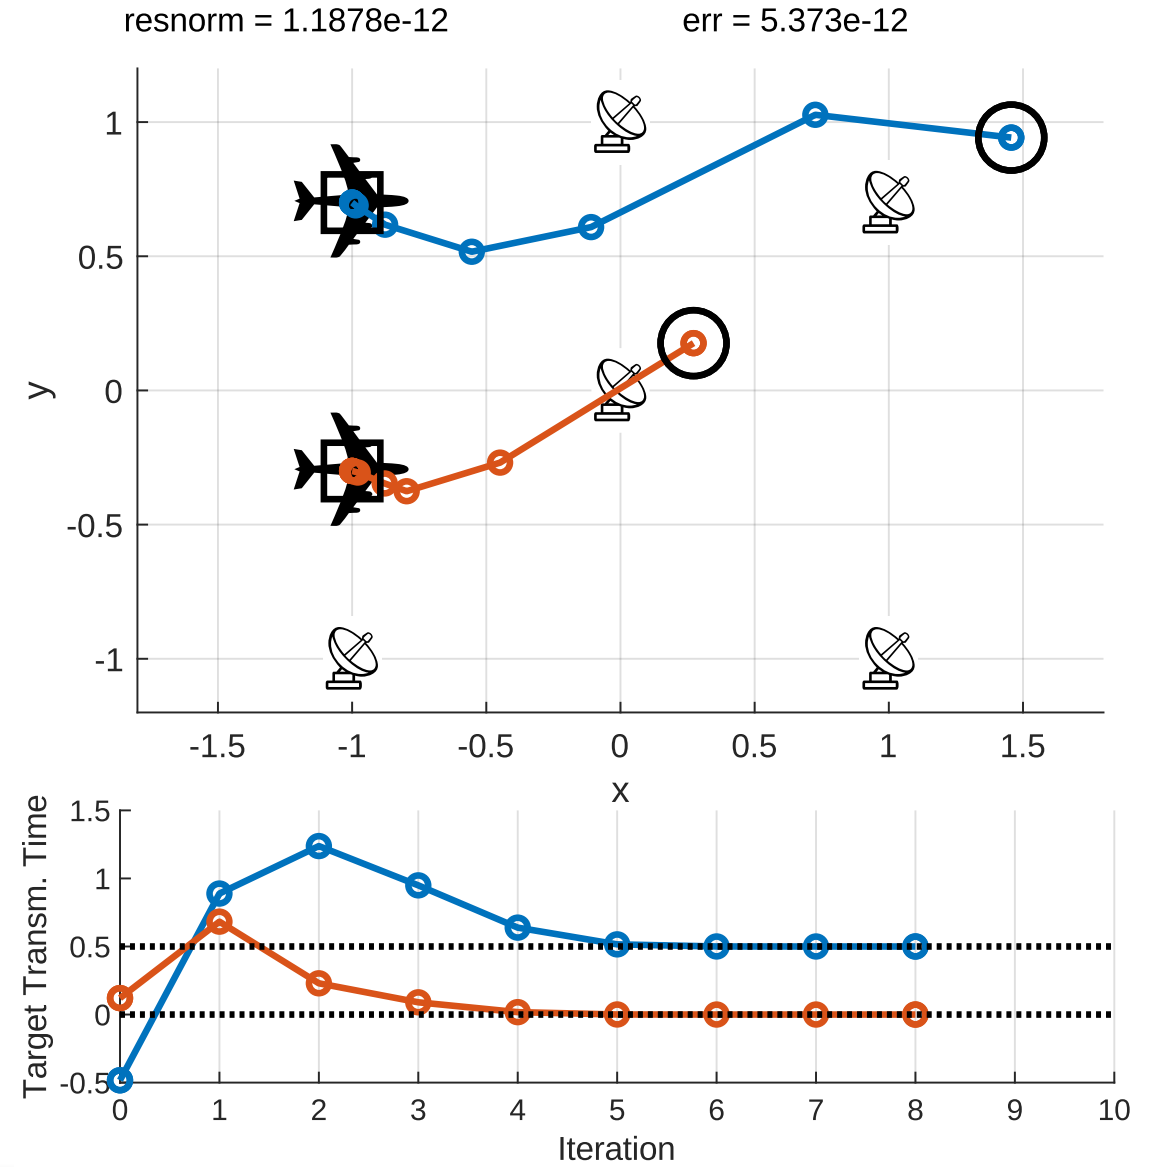 resnorm = 1.1878e-12 err = 5.373e-12
1
0.5
0
-0.5
-1
y
-1.5 -1 -0.5 0 0.5 1 1.5
x
1.5
1
0.5
0
-0.5
Target Transm. Time
0 1 2 3 4 5 6 7 8 9 10
Iteration